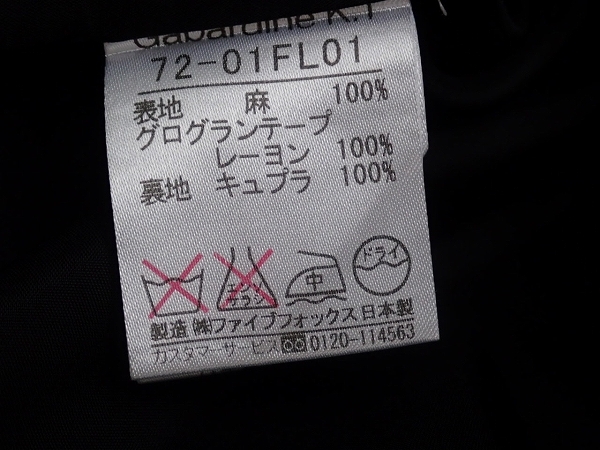 Gabardine K.T
72-01FL01
表地 麻 100%
グログランテープ
レーヨン 100%
裏地 キュプラ 100%
エンソ
サラシ
中
ドライ
製造 ㈱ファイブフォックス 日本製
カスタマーサービス 0120-114563